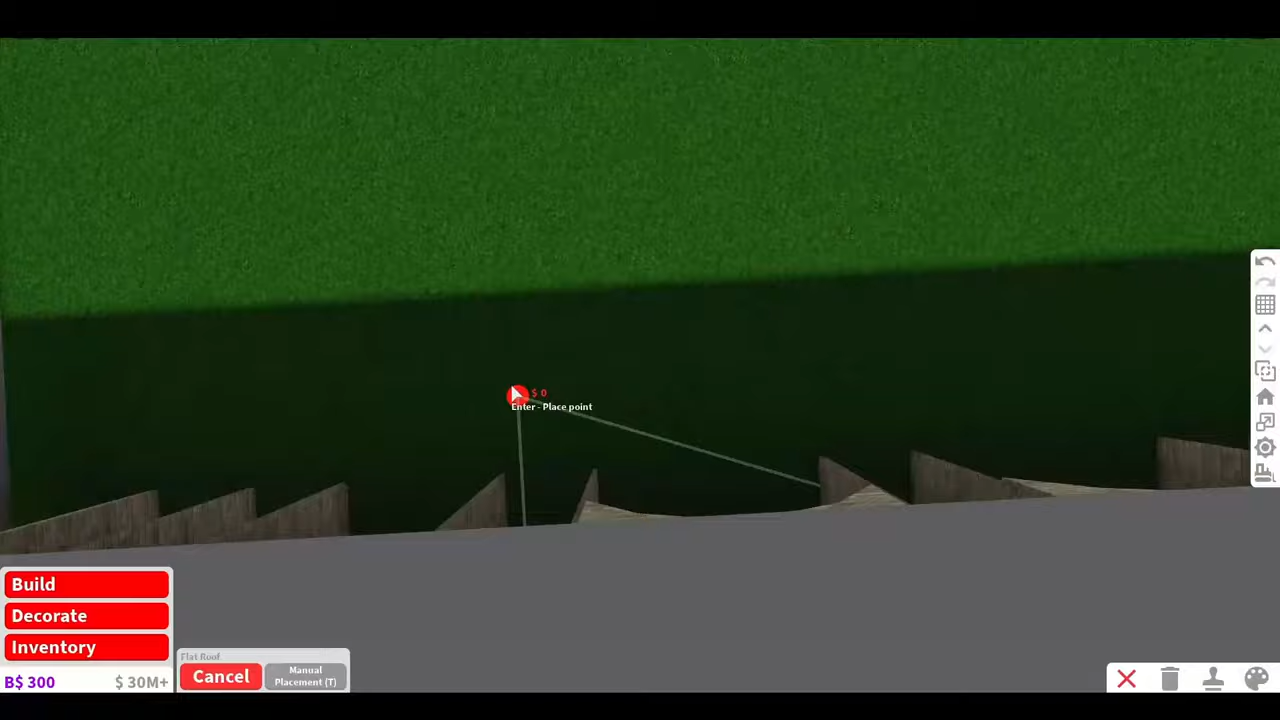 $ 0
Enter - Place point
Build
Decorate
Inventory
B$ 300
$ 30M+
Flat Roof
Cancel
Manual
Placement (T)